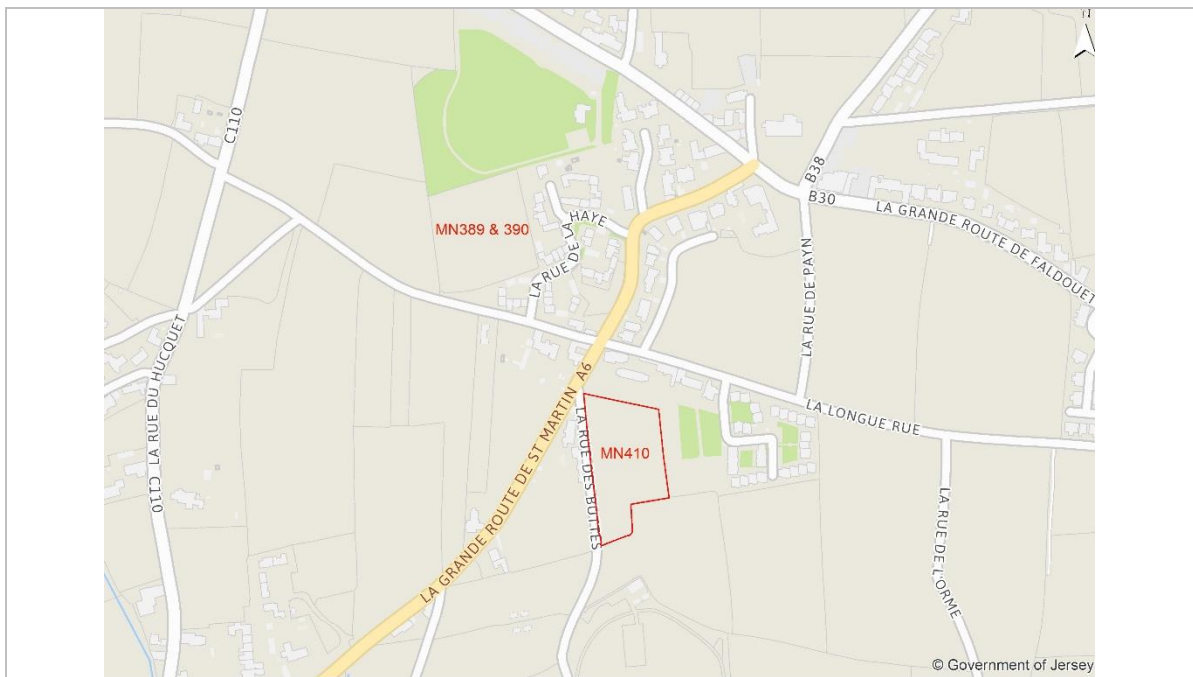 C110
B38
B30
LA GRANDE ROUTE DE FALDOUET
MN389 & 390
LA RUE DE LA HAYE
LA RUE DE PAYN
C110 LA RUE DU HUCQUET
LA GRANDE ROUTE DE ST MARTIN A6
LA RUE DES BUTTES
MN410
LA LONGUE RUE
LA RUE DE L'ORME
© Government of Jersey